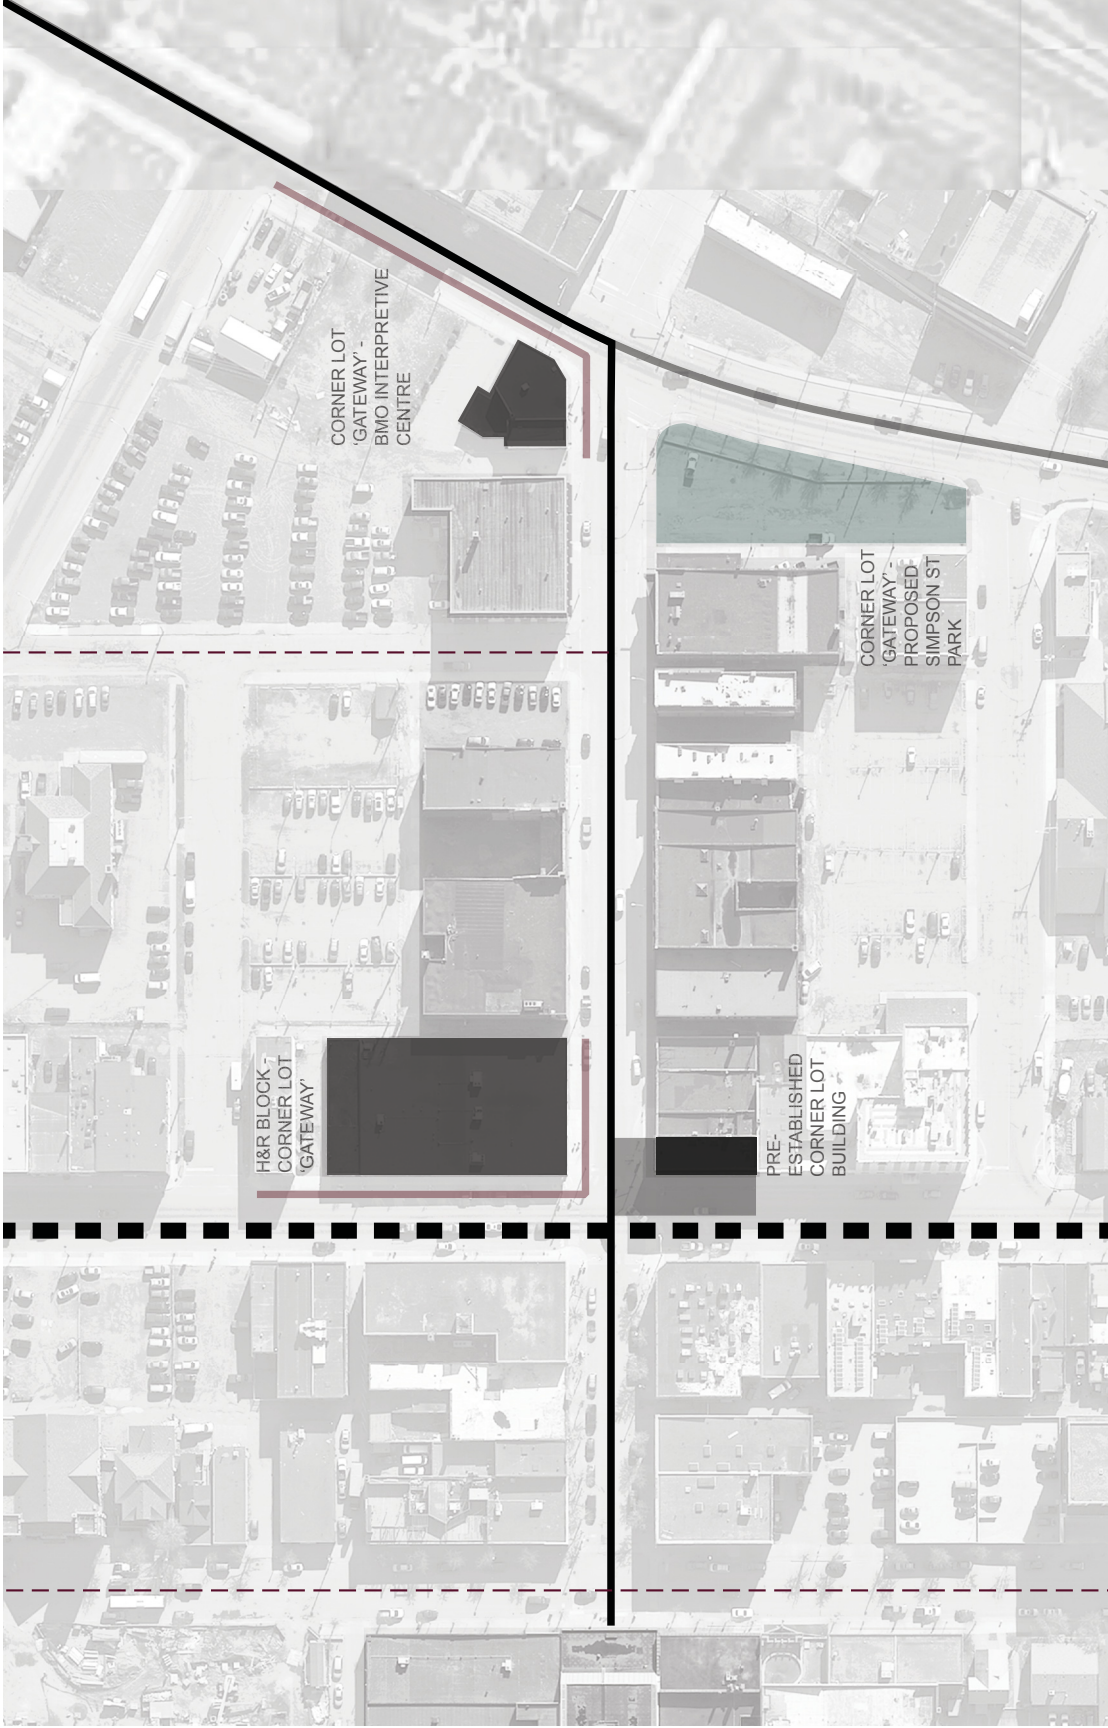 CORNER LOT
'GATEWAY' -
BMO INTERPRETIVE
CENTRE
CORNER LOT
'GATEWAY' -
PROPOSED
SIMPSON ST
PARK
H&R BLOCK -
CORNER LOT
'GATEWAY'
PRE-
ESTABLISHED
CORNER LOT
BUILDING